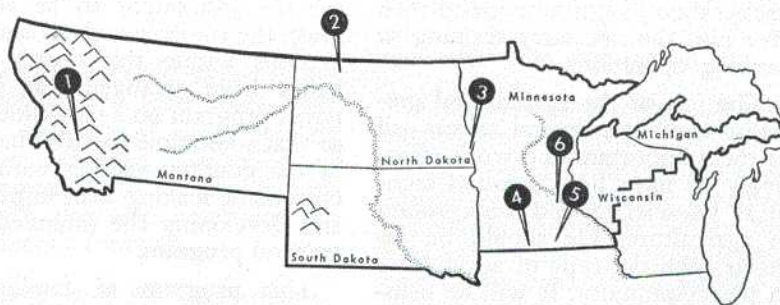 2
1
3
Minnesota
6
Michigan
North Dakota
Montana
4
5
Wisconsin
South Dakota